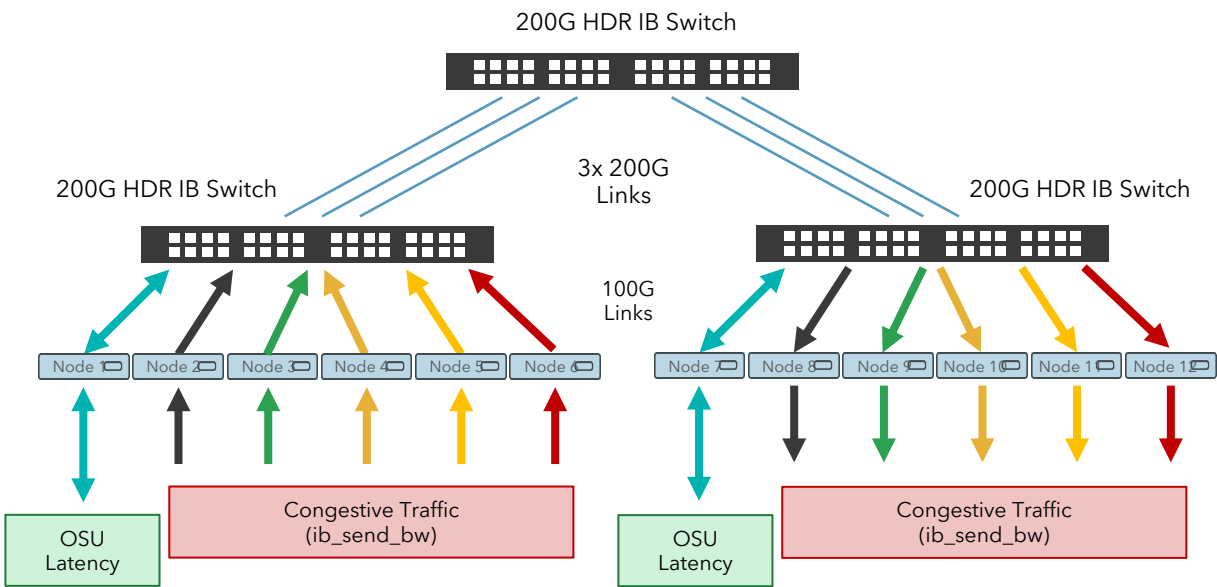 200G HDR IB Switch
3x 200G
Links
200G HDR IB Switch
200G HDR IB Switch
100G
Links
Node 1
Node 2
Node 3
Node 4
Node 5
Node 6
Node 7
Node 8
Node 9
Node 10
Node 11
Node 12
Congestive Traffic
(ib_send_bw)
Congestive Traffic
(ib_send_bw)
OSU
Latency
OSU
Latency